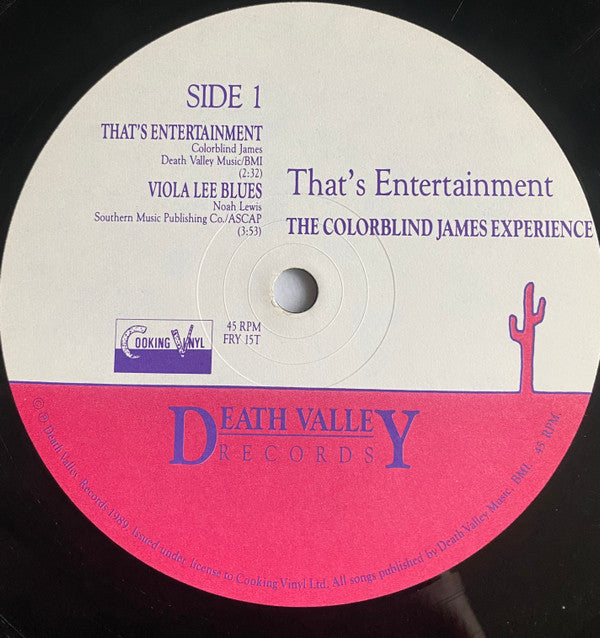 SIDE 1
THAT'S ENTERTAINMENT
Colorblind James
Death Valley Music/BMI
(2:32)
VIOLA LEE BLUES
Noah Lewis
Southern Music Publishing Co./ASCAP
(3:53)
That's Entertainment
THE COLORBLIND JAMES EXPERIENCE
COOKING VINYL
45 RPM
FRY 15T
DEATH VALLEY
RECORDS
© ℗ Death Valley Records 1989. Issued under license to Cooking Vinyl Ltd. All songs published by Death Valley Music, BMI. 45 RPM.